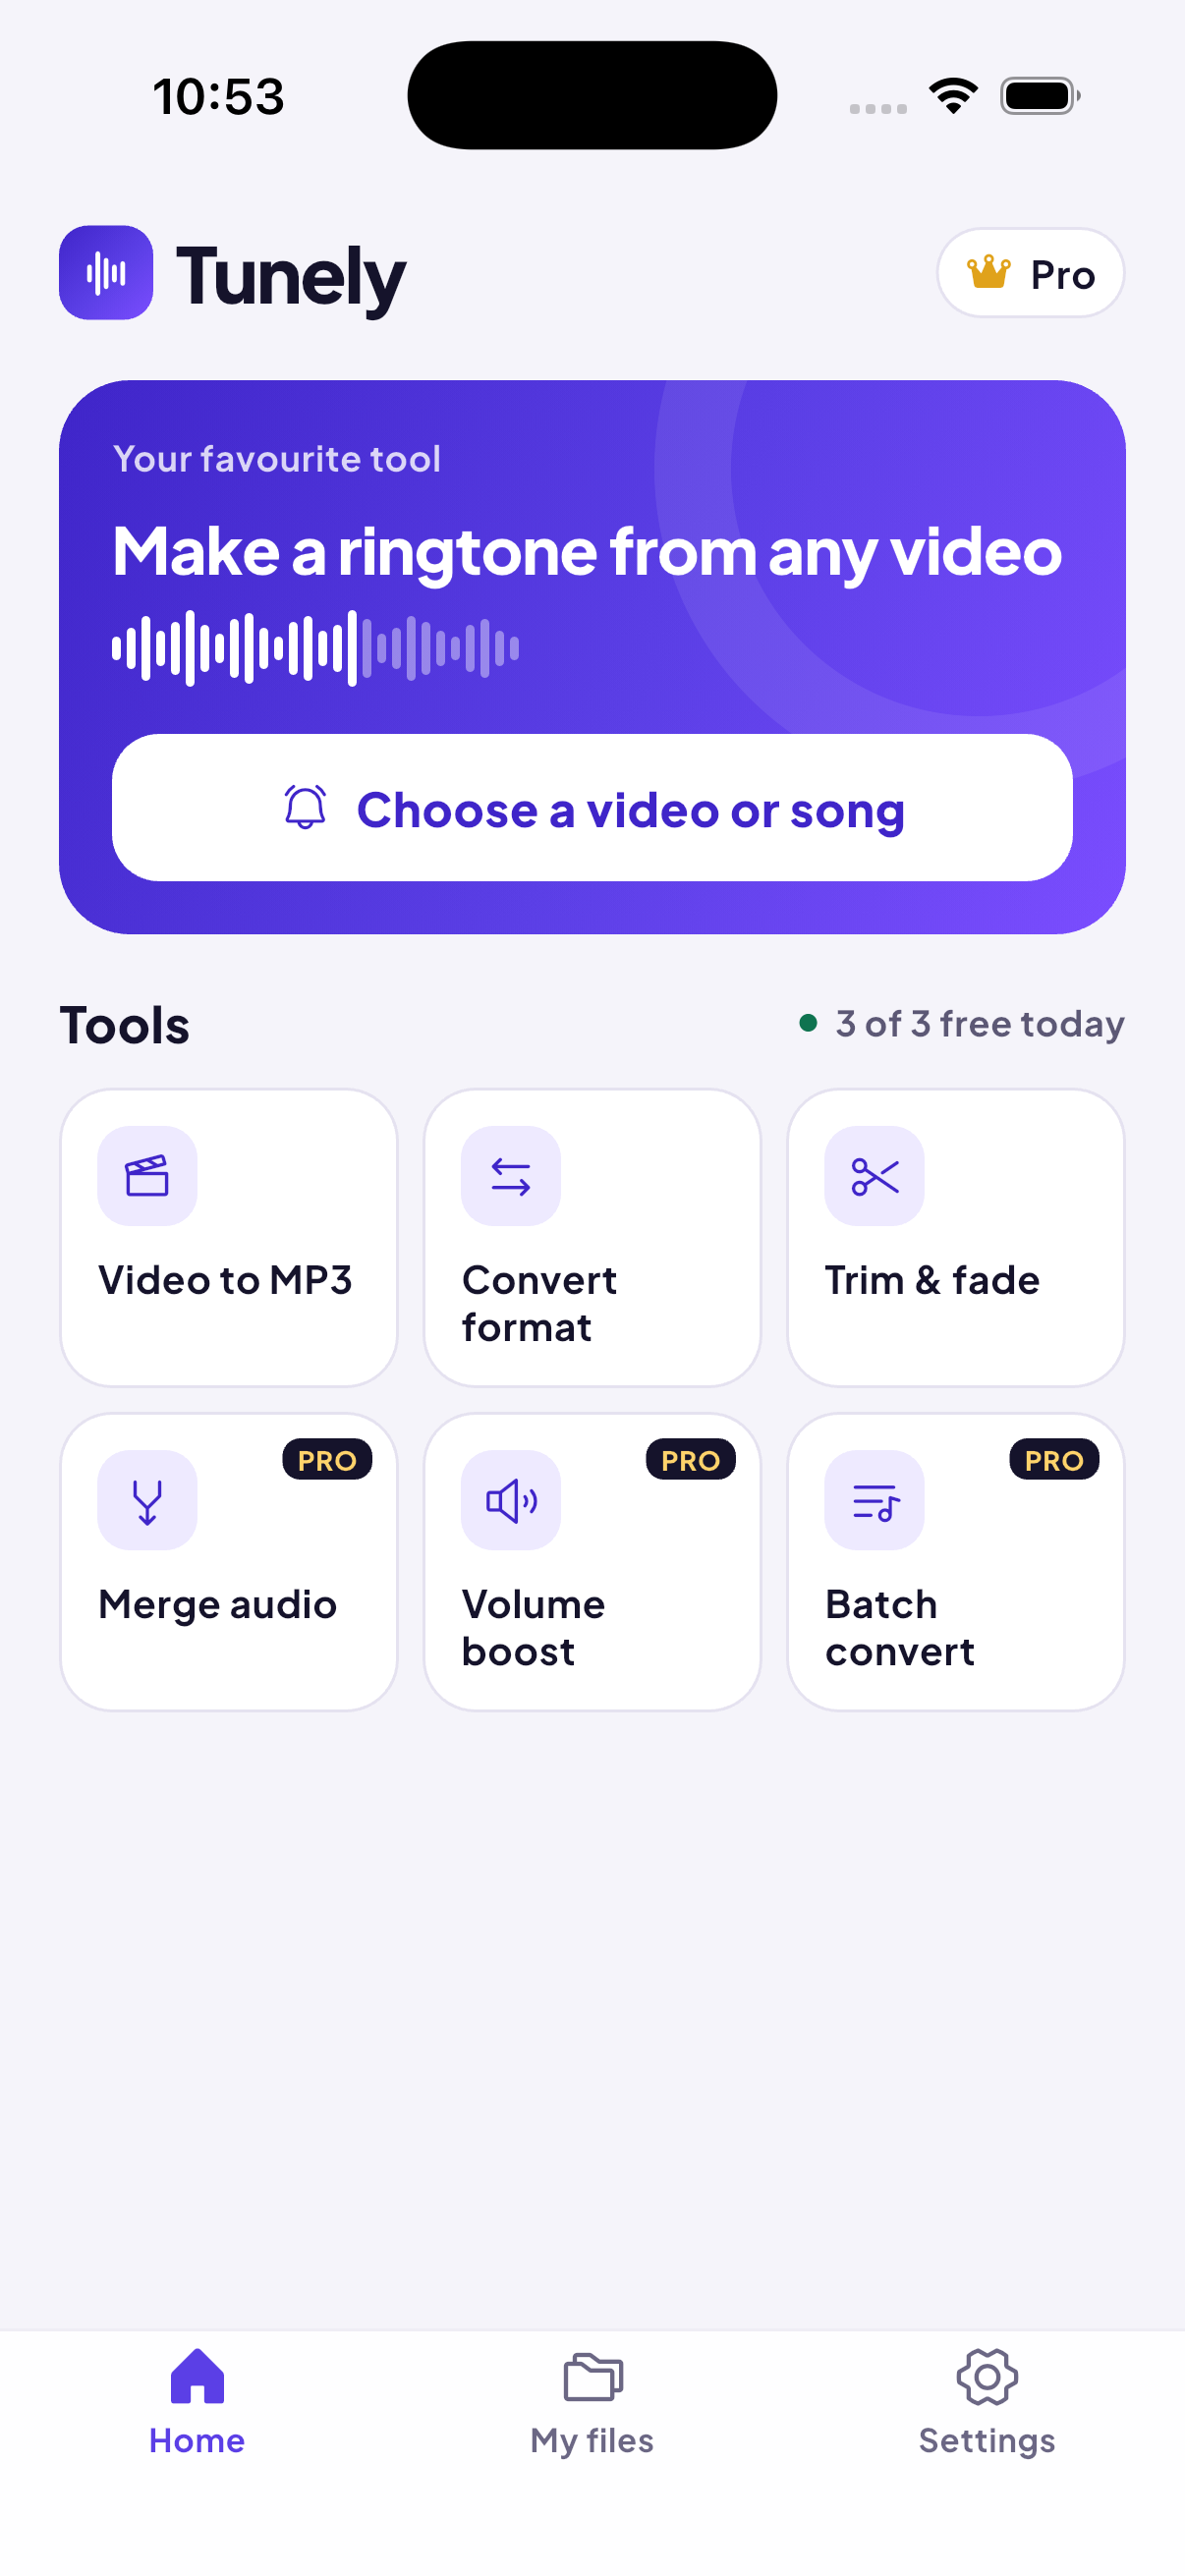 10:53
Tunely
Pro
Your favourite tool
Make a ringtone from any video
Choose a video or song
Tools
3 of 3 free today
Video to MP3
Convert
format
Trim & fade
PRO
Merge audio
PRO
Volume
boost
PRO
Batch
convert
Home
My files
Settings